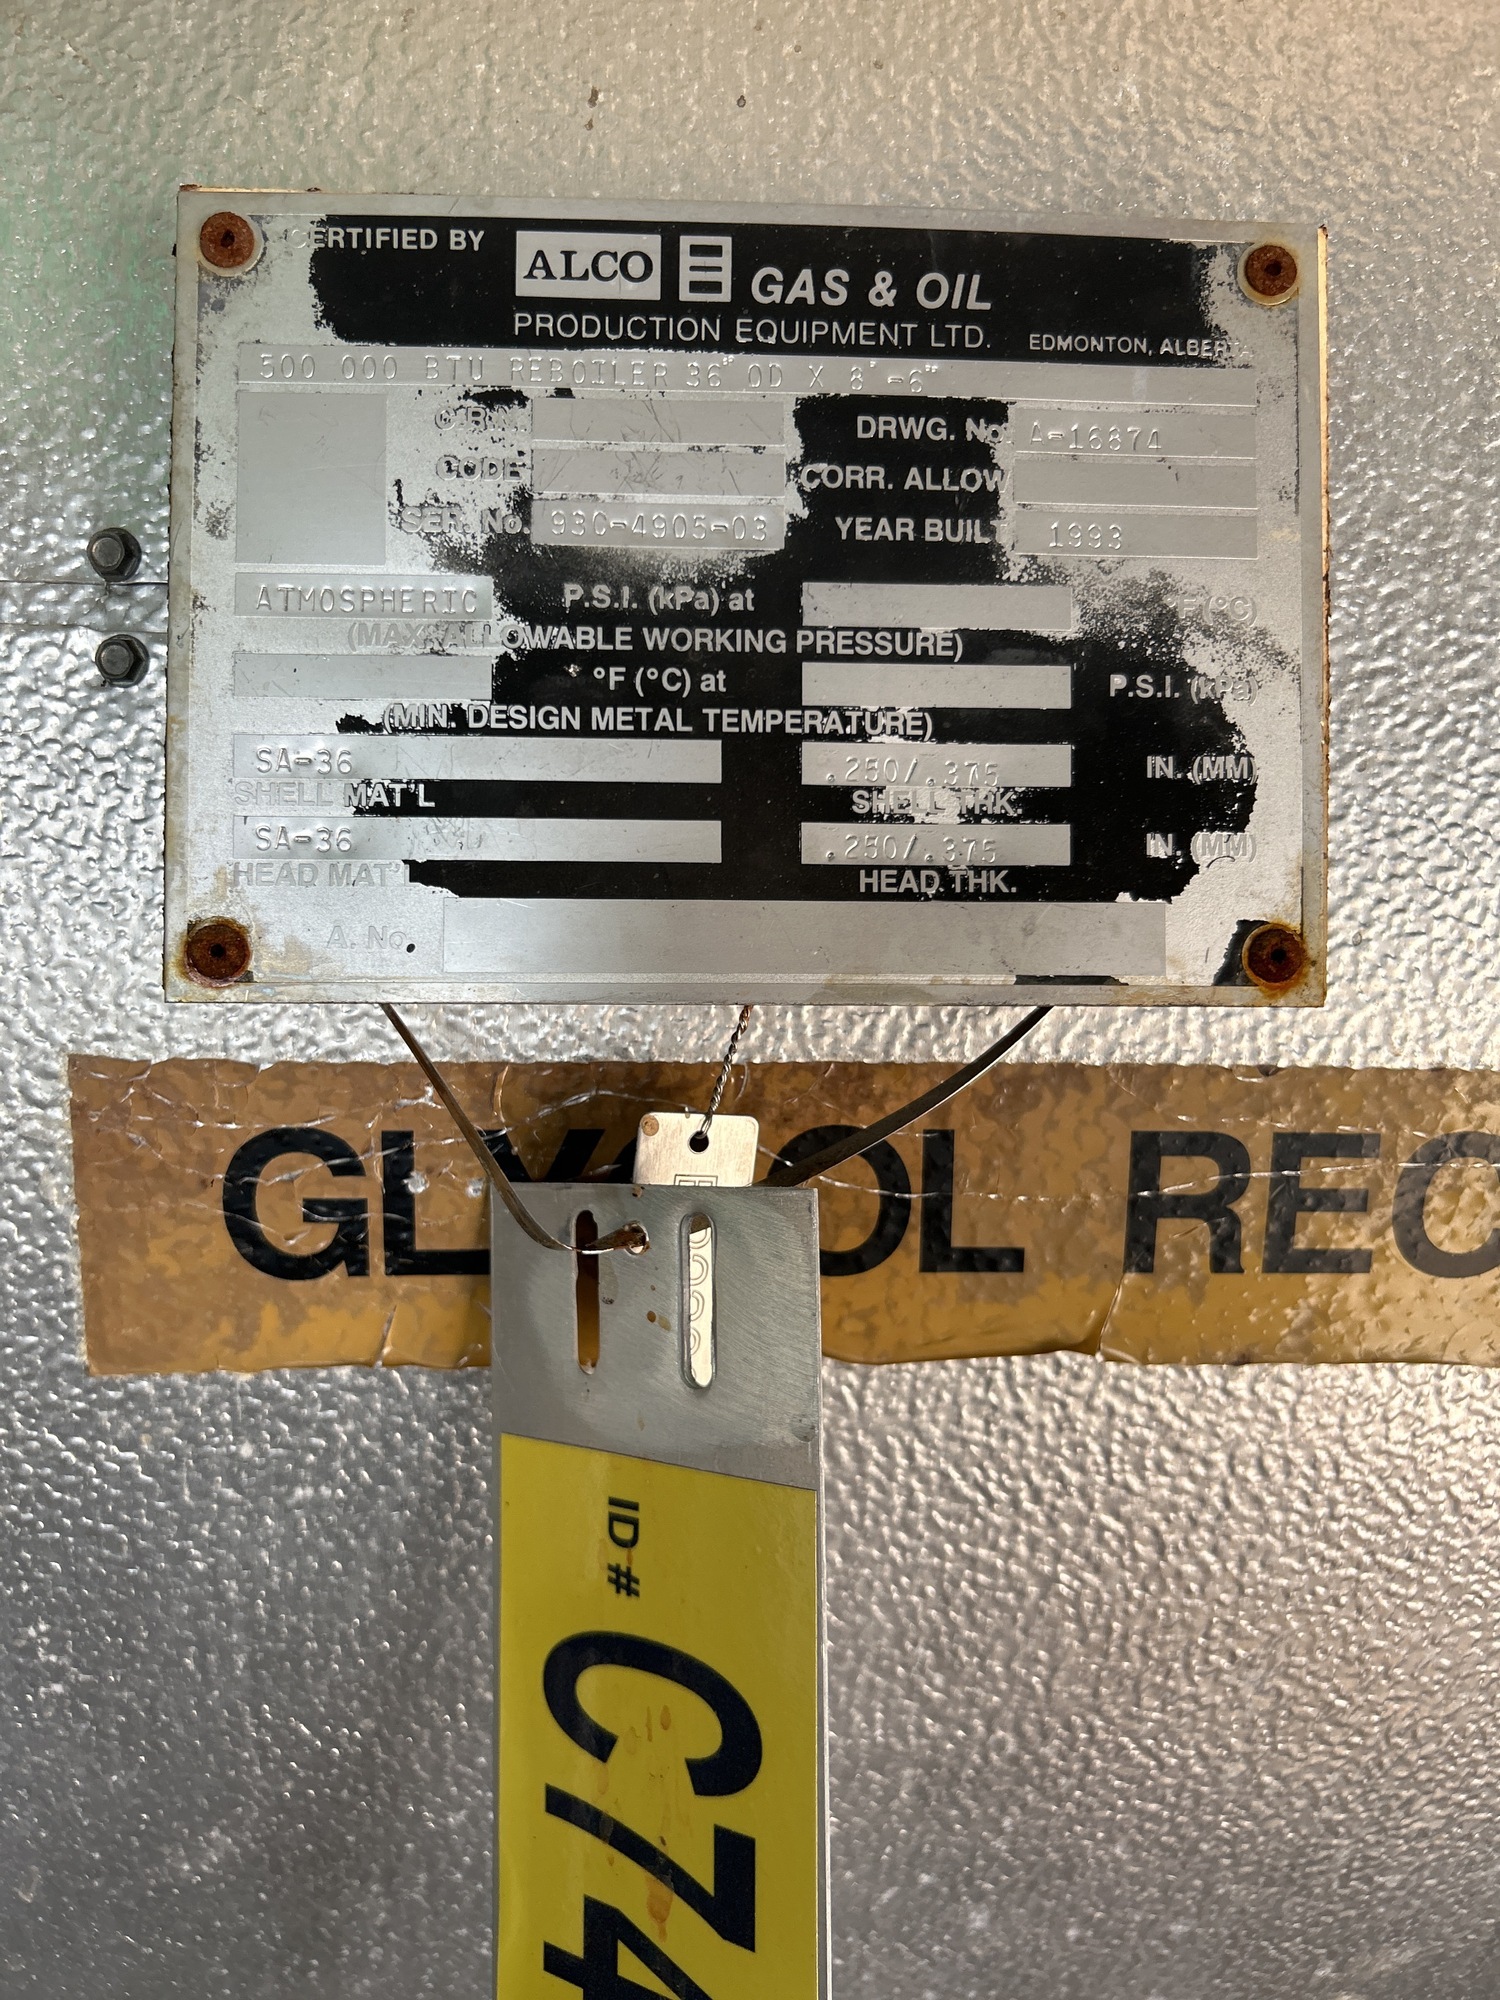 CERTIFIED BY ALCO GAS & OIL
PRODUCTION EQUIPMENT LTD. EDMONTON, ALBERTA
500 000 BTU REBOILER 36" OD X 8'-6"
C.R.N. DRWG. No. A-16874
CODE CORR. ALLOW
SER. No. 93C-4905-03 YEAR BUILT 1993
ATMOSPHERIC P.S.I. (kPa) at °F (°C)
(MAX. ALLOWABLE WORKING PRESSURE)
°F (°C) at P.S.I. (kPa)
(MIN. DESIGN METAL TEMPERATURE)
SA-36 .250/.375 IN. (MM)
SHELL MAT'L SHELL THK.
SA-36 .250/.375 IN. (MM)
HEAD MAT'L HEAD THK.
A. No.
GLYCOL REC
ID# C74